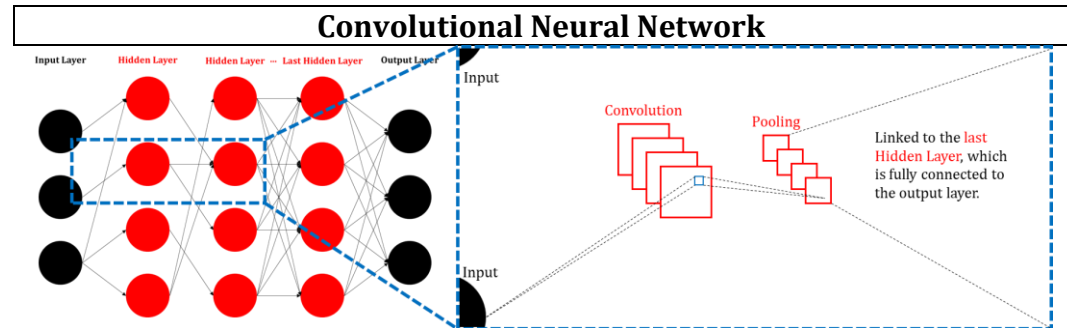 Convolutional Neural Network
Input Layer
Hidden Layer
Hidden Layer ... Last Hidden Layer
Output Layer
Input
Convolution
Pooling
Linked to the last
Hidden Layer, which
is fully connected to
the output layer.
Input